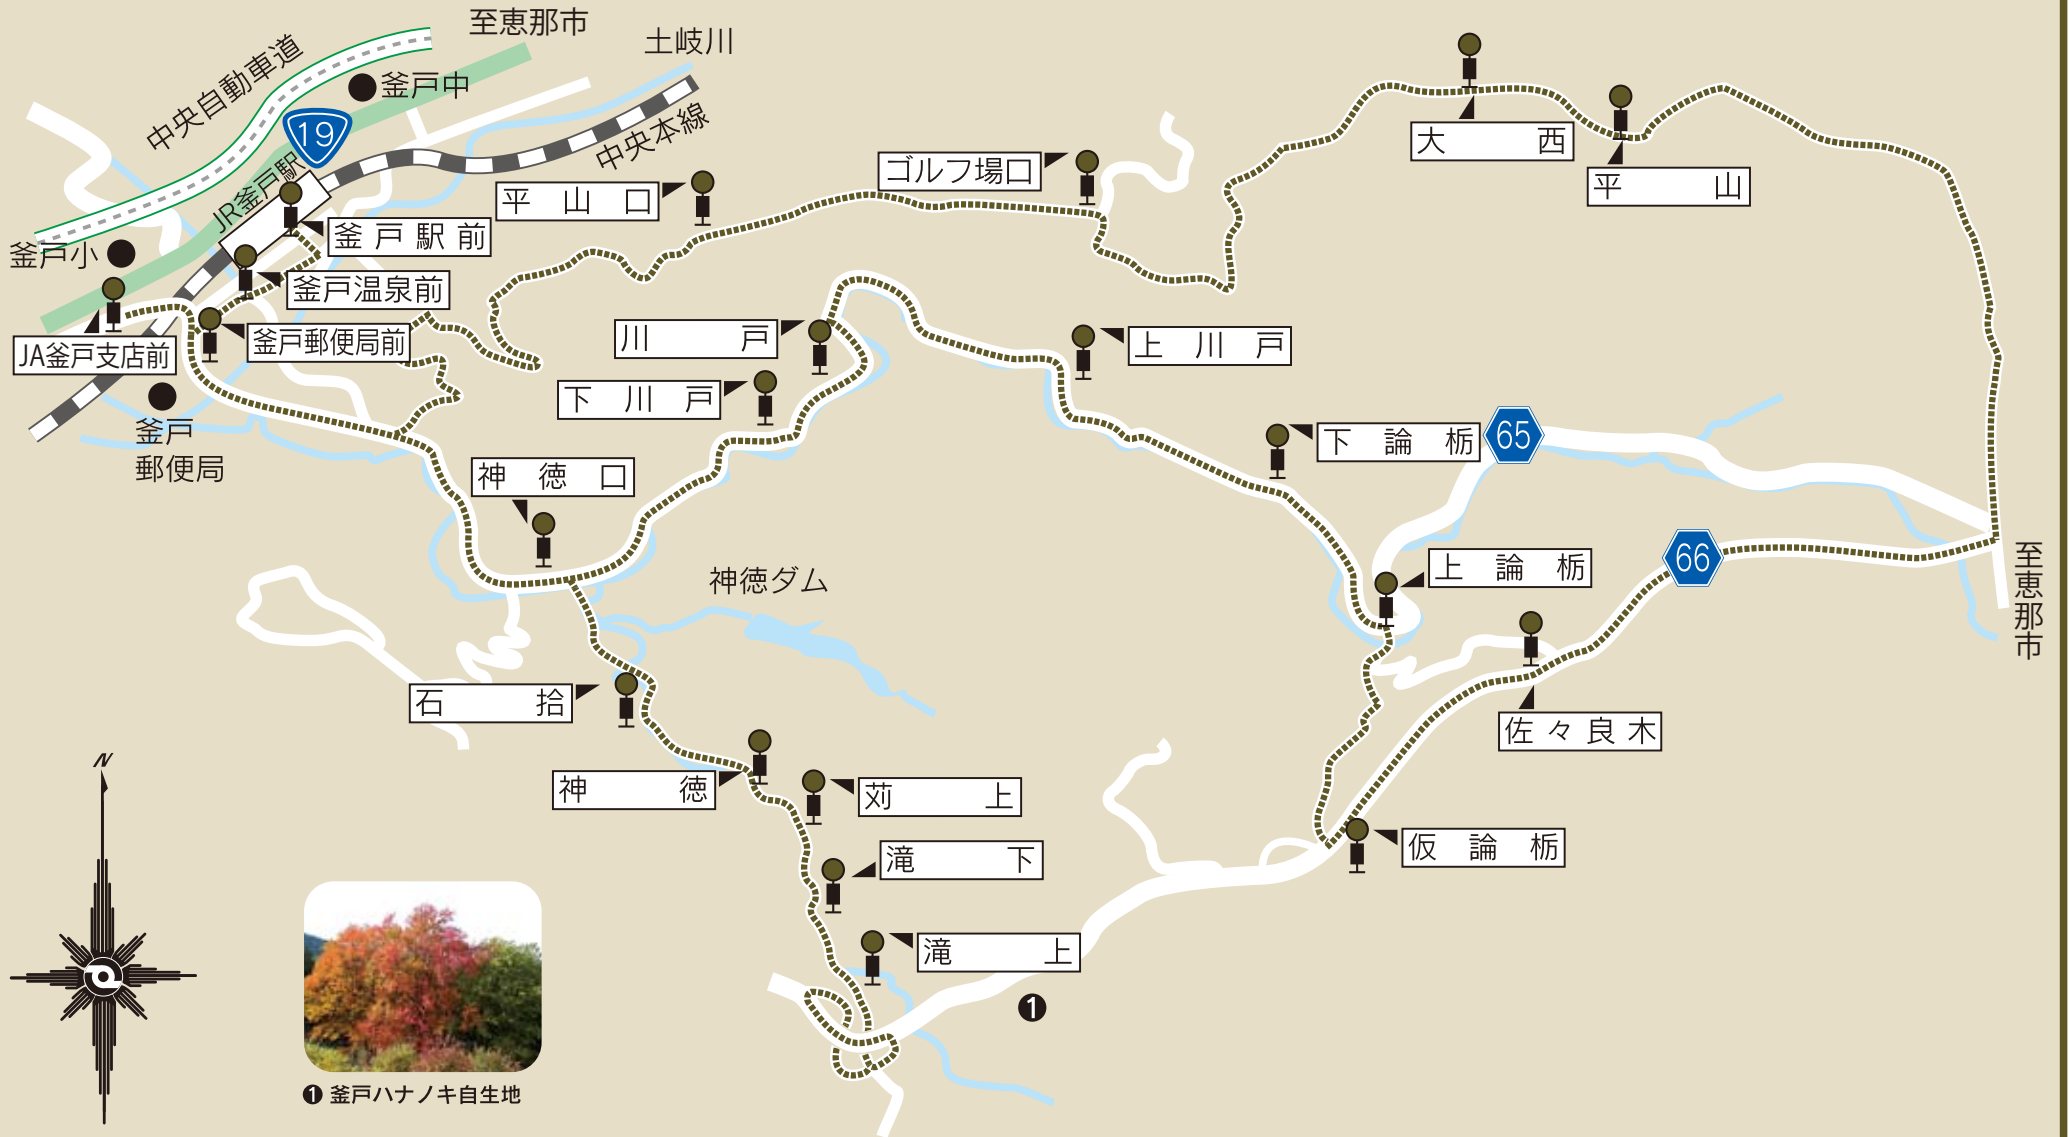 至恵那市
土岐川
中央自動車道
釜戸中
19
中央本線
JR釜戸駅
大西
ゴルフ場口
平山
平山口
釜戸駅前
釜戸小
釜戸温泉前
釜戸郵便局前
JA釜戸支店前
川戸
上川戸
下川戸
釜戸
郵便局
下論栃
65
神徳口
66
至恵那市
上論栃
神徳ダム
石拾
佐々良木
神徳
苅上
仮論栃
滝下
滝上
❶
N
❶ 釜戸ハナノキ自生地